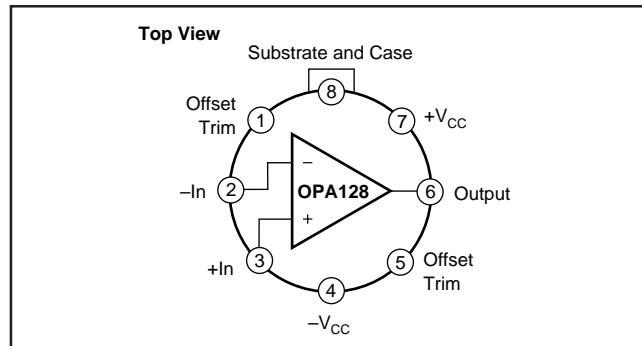 Top View
Substrate and Case
8
Offset
Trim
1
7
+VCC
–In
2
–
OPA128
6
Output
+
+In
3
5
Offset
Trim
4
–VCC